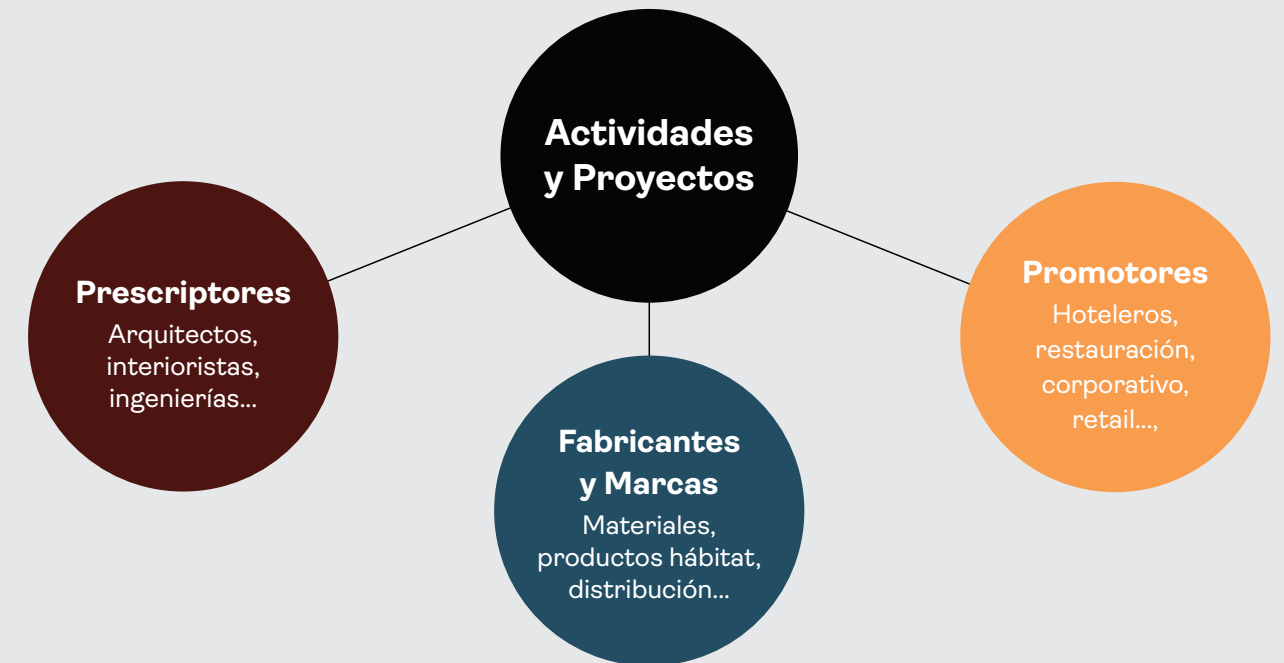 Actividades
y Proyectos
Prescriptores
Arquitectos,
interioristas,
ingenierías...
Fabricantes
y Marcas
Materiales,
productos hábitat,
distribución...
Promotores
Hoteleros,
restauración,
corporativo,
retail...,